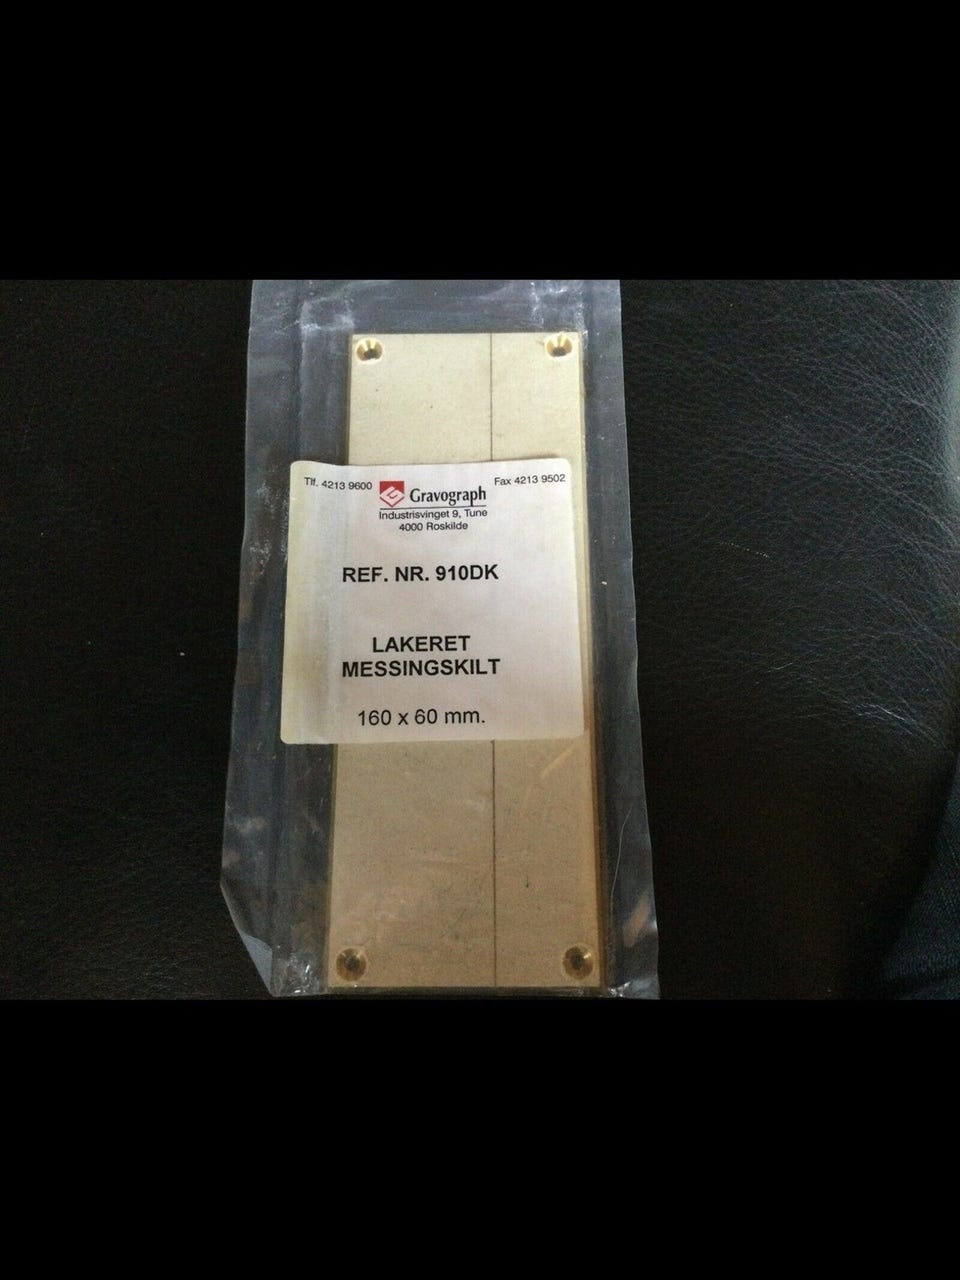 Tlf. 4213 9600 Gravograph Fax 4213 9502
Industrisvinget 9, Tune
4000 Roskilde
REF. NR. 910DK
LAKERET
MESSINGSKILT
160 x 60 mm.